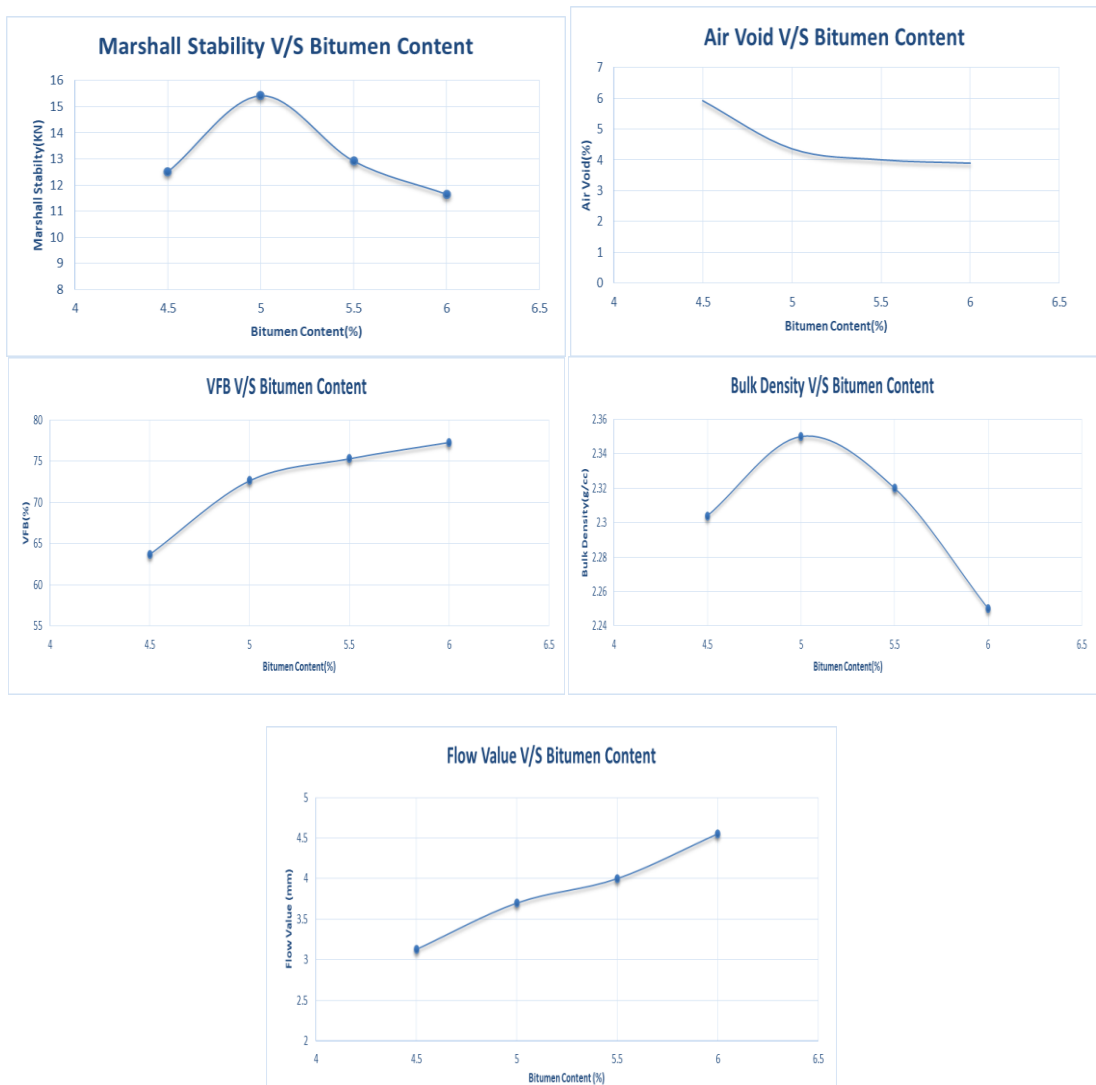 Marshall Stability V/S Bitumen Content
16
15
14
13
12
11
10
9
8
4 4.5 5 5.5 6 6.5
Marshall Stabilty(KN)
Bitumen Content(%)
Air Void V/S Bitumen Content
7
6
5
4
3
2
1
0
4 4.5 5 5.5 6 6.5
Air Void(%)
Bitumen Content(%)
VFB V/S Bitumen Content
80
75
70
65
60
55
4 4.5 5 5.5 6 6.5
VFB(%)
Bitumen Content(%)
Bulk Density V/S Bitumen Content
2.36
2.34
2.32
2.3
2.28
2.26
2.24
4 4.5 5 5.5 6 6.5
Bulk Density(g/cc)
Bitumen Content(%)
Flow Value V/S Bitumen Content
5
4.5
4
3.5
3
2.5
2
4 4.5 5 5.5 6 6.5
Flow Value (mm)
Bitumen Content (%)